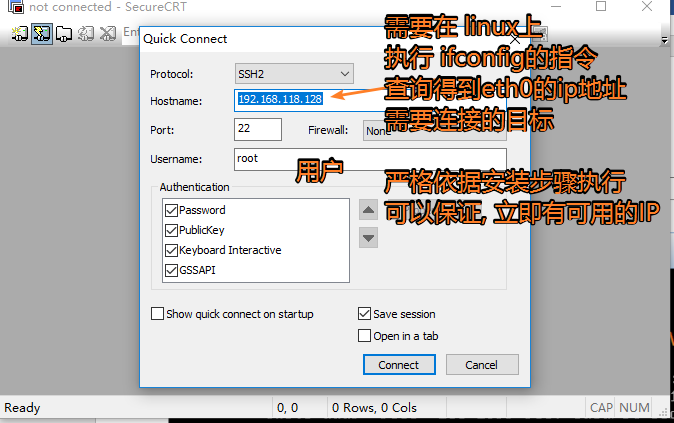 not connected - SecureCRT
Quick Connect
需要在 linux上
执行 ifconfig的指令
查询得到eth0的ip地址
需要连接的目标
Protocol:
SSH2
Hostname:
192.168.118.128
Port:
22
Firewall:
None
Username:
root
用户
严格依据安装步骤执行
可以保证, 立即有可用的IP
Authentication
Password
PublicKey
Keyboard Interactive
GSSAPI
Show quick connect on startup
Save session
Open in a tab
Connect
Cancel
Ready
0, 0
0 Rows, 0 Cols
CAP
NUM